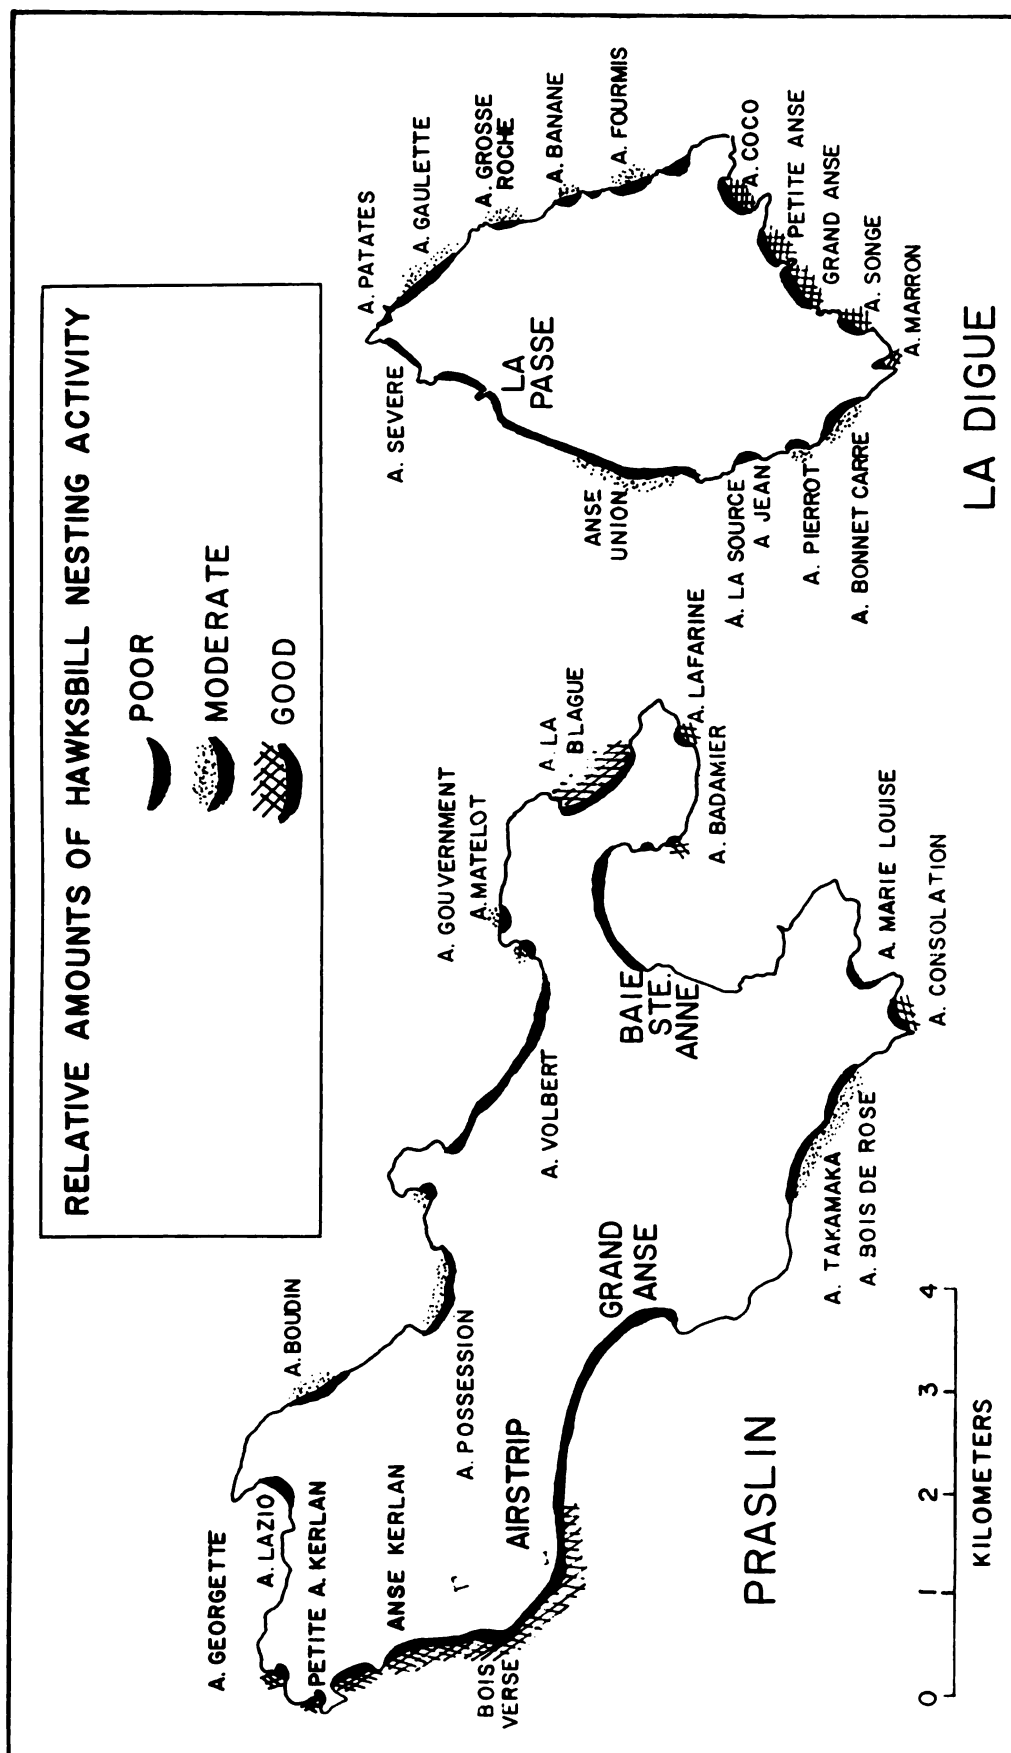 RELATIVE AMOUNTS OF HAWKSBILL NESTING ACTIVITY
POOR
MODERATE
GOOD
A. GEORGETTE
A. LAZIO
PETITE A. KERLAN
ANSE KERLAN
BOIS
VERSE
AIRSTRIP
A. BOUDIN
A. POSSESSION
GRAND
ANSE
A. VOLBERT
A. GOUVERNMENT
A. MATELOT
A. LA
BLAGUE
A. LAFARINE
A. BADAMIER
BAIE
STE.
ANNE
A. MARIE LOUISE
A. CONSOLATION
A. TAKAMAKA
A. BOIS DE ROSE
PRASLIN
0 1 2 3 4
KILOMETERS
A. PATATES
A. GAULETTE
A. GROSSE
ROCHE
A. BANANE
A. FOURMIS
A. COCO
PETITE ANSE
GRAND ANSE
A. SONGE
A. MARRON
A. SEVERE
LA
PASSE
ANSE
UNION
A. LA SOURCE
A JEAN
A. PIERROT
A. BONNET CARRE
LA DIGUE